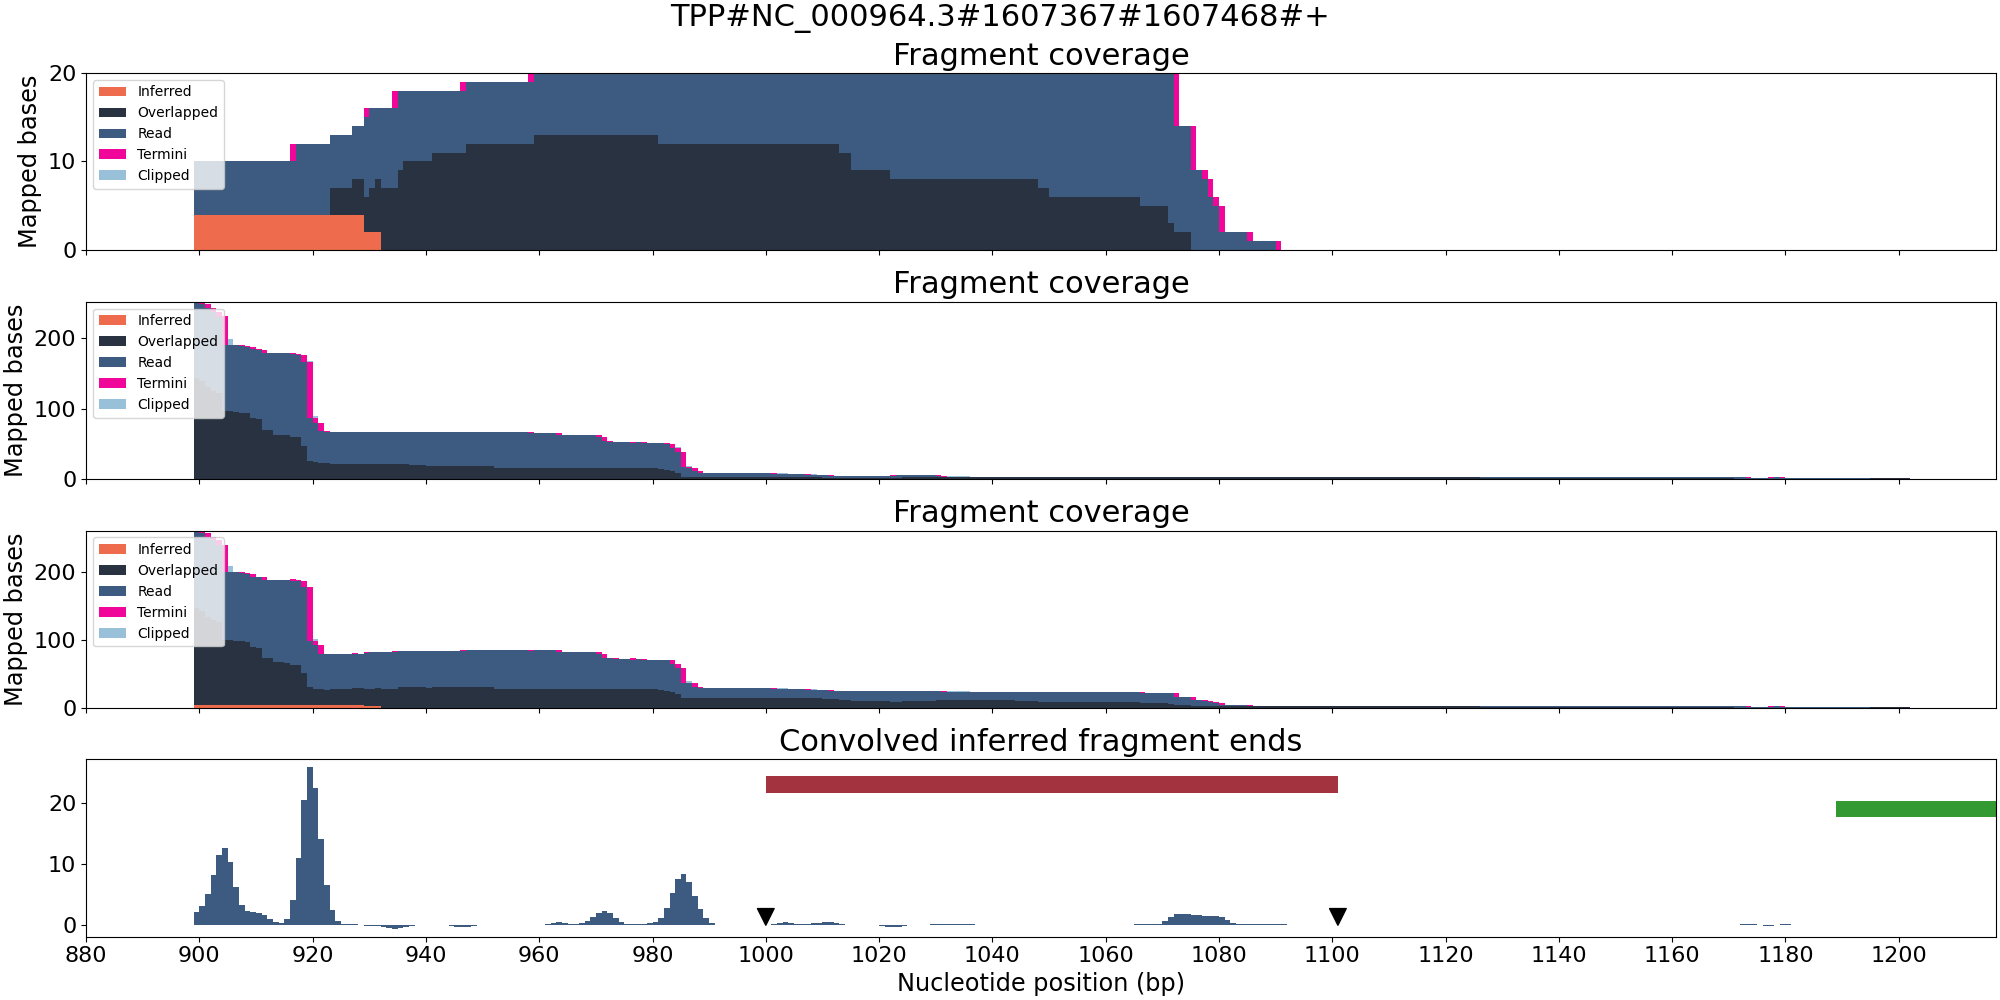 TPP#NC_000964.3#1607367#1607468#+
Fragment coverage
Mapped bases
20
10
0
Inferred
Overlapped
Read
Termini
Clipped
Fragment coverage
Mapped bases
200
100
0
Inferred
Overlapped
Read
Termini
Clipped
Fragment coverage
Mapped bases
200
100
0
Inferred
Overlapped
Read
Termini
Clipped
Convolved inferred fragment ends
20
10
0
880 900 920 940 960 980 1000 1020 1040 1060 1080 1100 1120 1140 1160 1180 1200
Nucleotide position (bp)